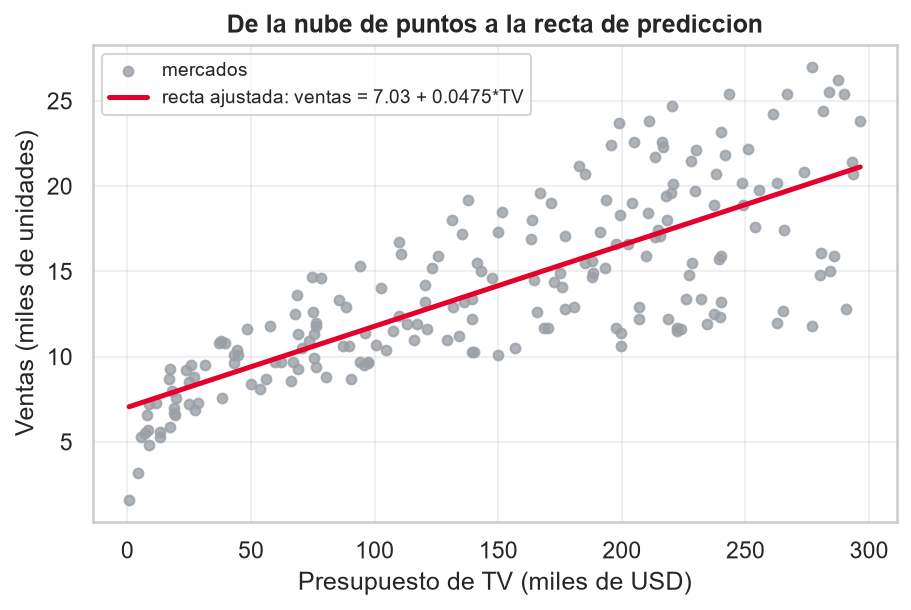 De la nube de puntos a la recta de prediccion
mercados
recta ajustada: ventas = 7.03 + 0.0475*TV
Ventas (miles de unidades)
25
20
15
10
5
0 50 100 150 200 250 300
Presupuesto de TV (miles de USD)